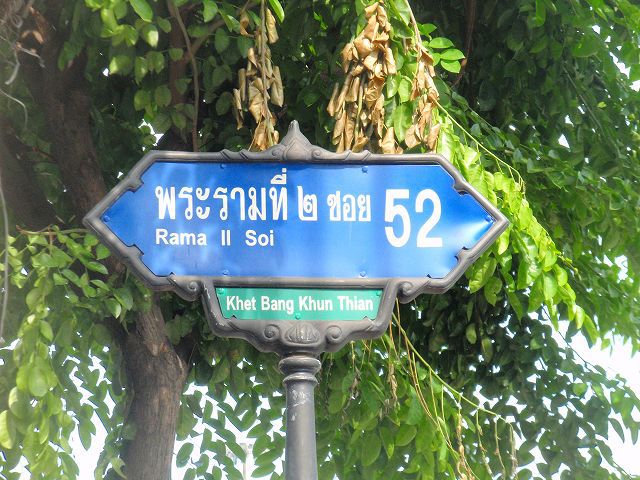 พระรามที่ ๒ ซอย 52
Rama II Soi
Khet Bang Khun Thian